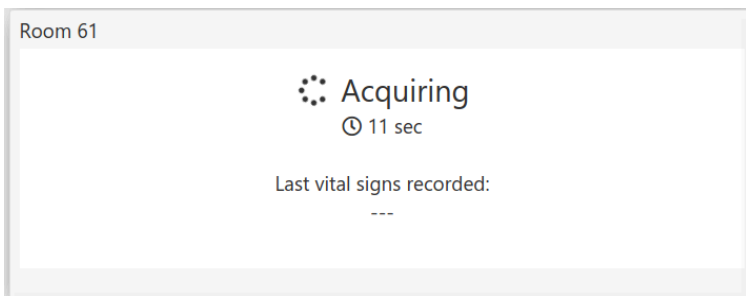 Room 61
Acquiring
11 sec
Last vital signs recorded:
---